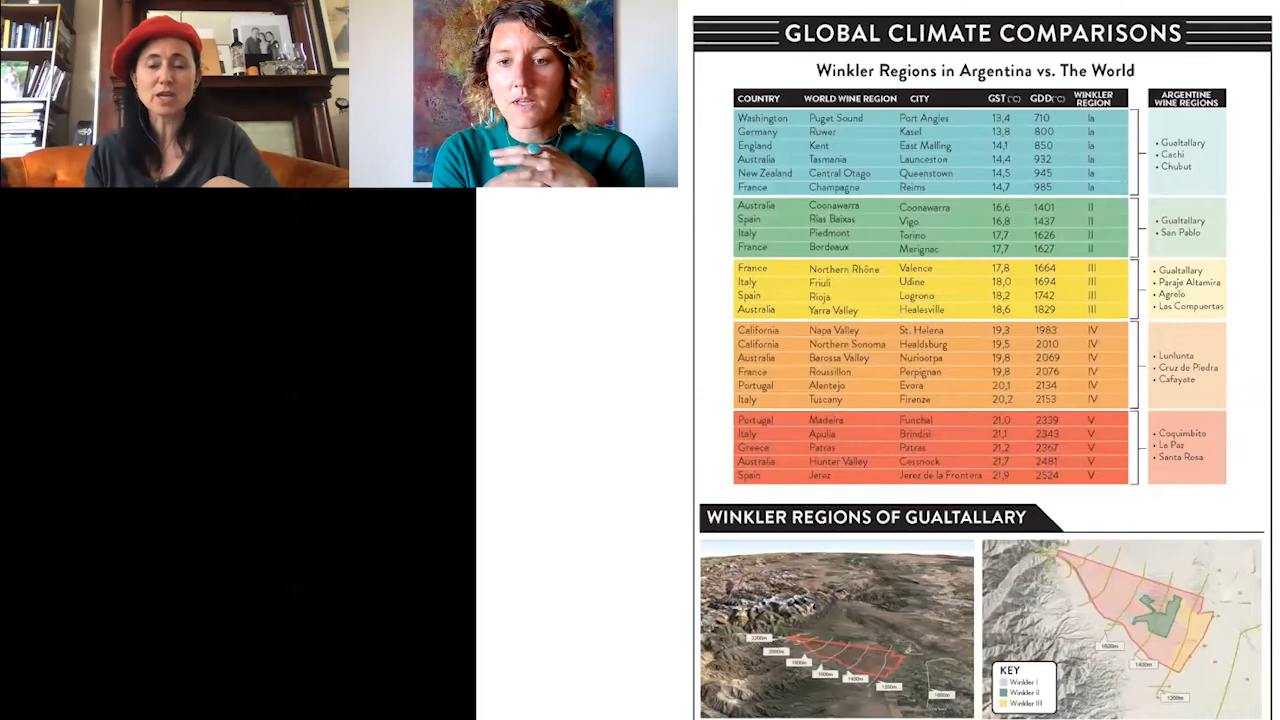 GLOBAL CLIMATE COMPARISONS
Winkler Regions in Argentina vs. The World
COUNTRY WORLD WINE REGION CITY GST (°C) GDD (°C) WINKLER REGION
Washington Puget Sound Port Angles 13,4 710 Ia
Germany Ruwer Kasel 13,8 800 Ia
England Kent East Malling 14,1 850 Ia
Australia Tasmania Launceston 14,4 932 Ia
New Zealand Central Otago Queenstown 14,5 945 Ia
France Champagne Reims 14,7 985 Ia
Australia Coonawarra Coonawarra 16,6 1401 II
Spain Rías Baixas Vigo 16,8 1437 II
Italy Piedmont Torino 17,7 1626 II
France Bordeaux Merignac 17,7 1627 II
France Northern Rhône Valence 17,8 1664 III
Italy Friuli Udine 18,0 1694 III
Spain Rioja Logrono 18,2 1742 III
Australia Yarra Valley Healesville 18,6 1829 III
California Napa Valley St. Helena 19,3 1983 IV
California Northern Sonoma Healdsburg 19,5 2010 IV
Australia Barossa Valley Nuriootpa 19,8 2069 IV
France Roussillon Perpignan 19,8 2076 IV
Portugal Alentejo Evora 20,1 2134 IV
Italy Tuscany Firenze 20,2 2153 IV
Portugal Madeira Funchal 21,0 2339 V
Italy Apulia Brindisi 21,1 2343 V
Greece Patras Patras 21,2 2367 V
Australia Hunter Valley Cessnock 21,7 2481 V
Spain Jerez Jerez de la Frontera 21,9 2524 V
ARGENTINE
WINE REGIONS
• Gualtallary
• Cachi
• Chubut
• Gualtallary
• San Pablo
• Gualtallary
• Paraje Altamira
• Agrelo
• Las Compuertas
• Lunlunta
• Cruz de Piedra
• Cafayate
• Coquimbito
• La Paz
• Santa Rosa
WINKLER REGIONS OF GUALTALLARY
1400m
1200m
1600m
1400m
1200m
KEY
Winkler I
Winkler II
Winkler III